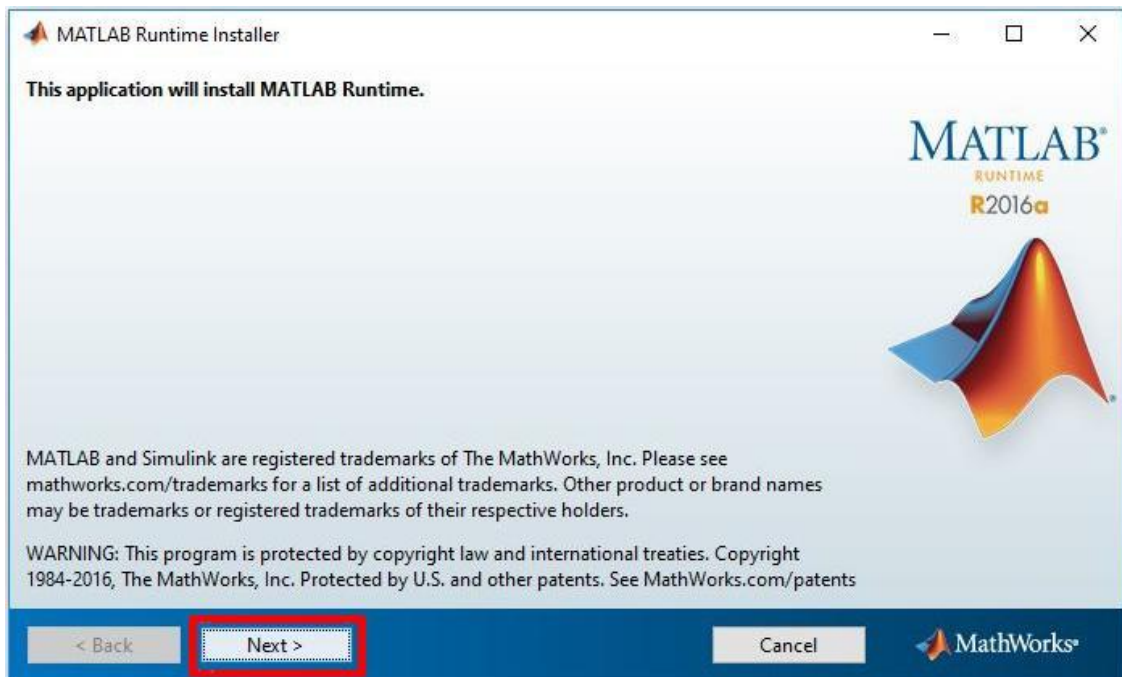 MATLAB Runtime Installer
This application will install MATLAB Runtime.
MATLAB®
RUNTIME
R2016a
MATLAB and Simulink are registered trademarks of The MathWorks, Inc. Please see
mathworks.com/trademarks for a list of additional trademarks. Other product or brand names
may be trademarks or registered trademarks of their respective holders.
WARNING: This program is protected by copyright law and international treaties. Copyright
1984-2016, The MathWorks, Inc. Protected by U.S. and other patents. See MathWorks.com/patents
< Back Next > Cancel MathWorks®